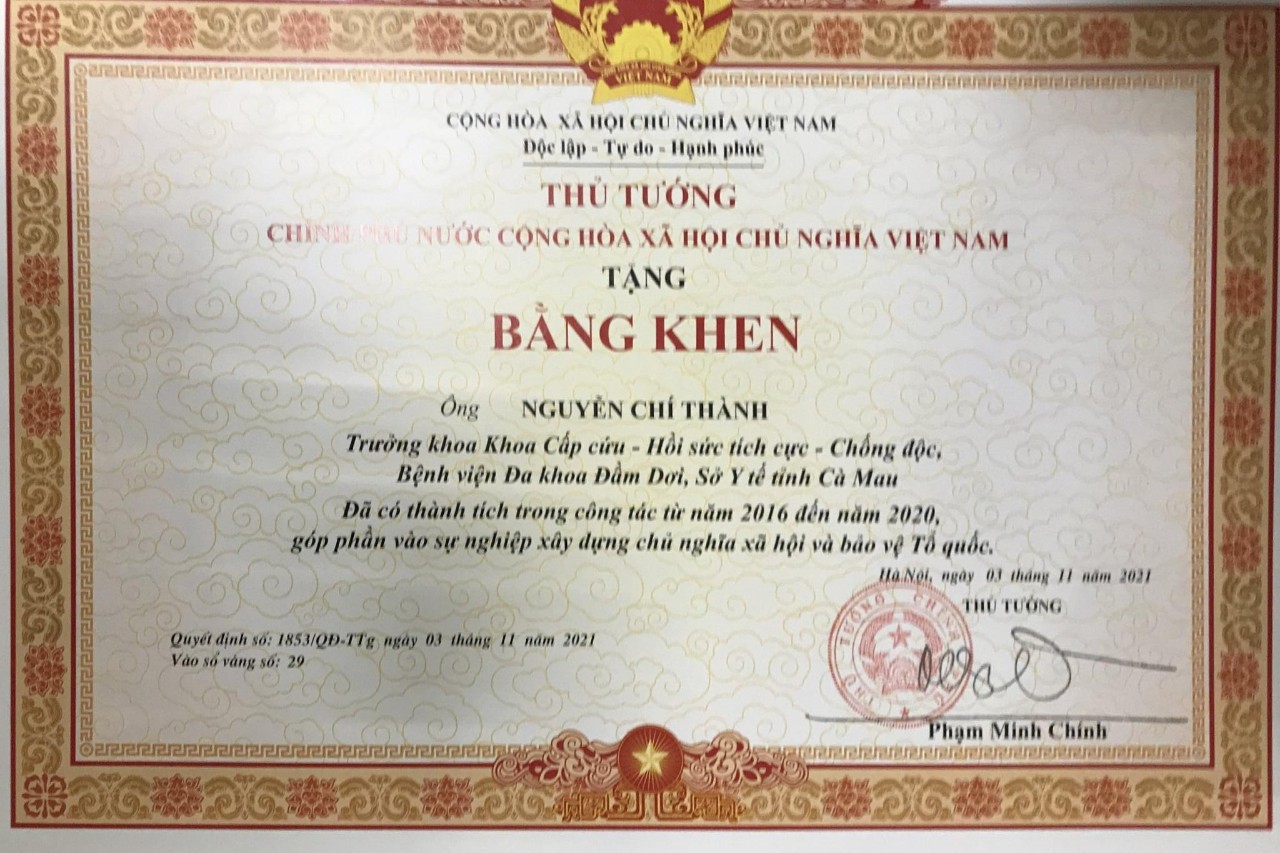 VIỆT NAM
CỘNG HÒA XÃ HỘI CHỦ NGHĨA VIỆT NAM
Độc lập - Tự do - Hạnh phúc
THỦ TƯỚNG
CHÍNH PHỦ NƯỚC CỘNG HÒA XÃ HỘI CHỦ NGHĨA VIỆT NAM
TẶNG
BẰNG KHEN
Ông NGUYỄN CHÍ THÀNH
Trưởng khoa Khoa Cấp cứu - Hồi sức tích cực - Chống độc,
Bệnh viện Đa khoa Đầm Dơi, Sở Y tế tỉnh Cà Mau
Đã có thành tích trong công tác từ năm 2016 đến năm 2020,
góp phần vào sự nghiệp xây dựng chủ nghĩa xã hội và bảo vệ Tổ quốc.
Hà Nội, ngày 03 tháng 11 năm 2021
THỦ TƯỚNG
THỦ TƯỚNG CHÍNH
Quyết định số: 1853/QĐ-TTg ngày 03 tháng 11 năm 2021
Vào sổ vàng số: 29
Phạm Minh Chính